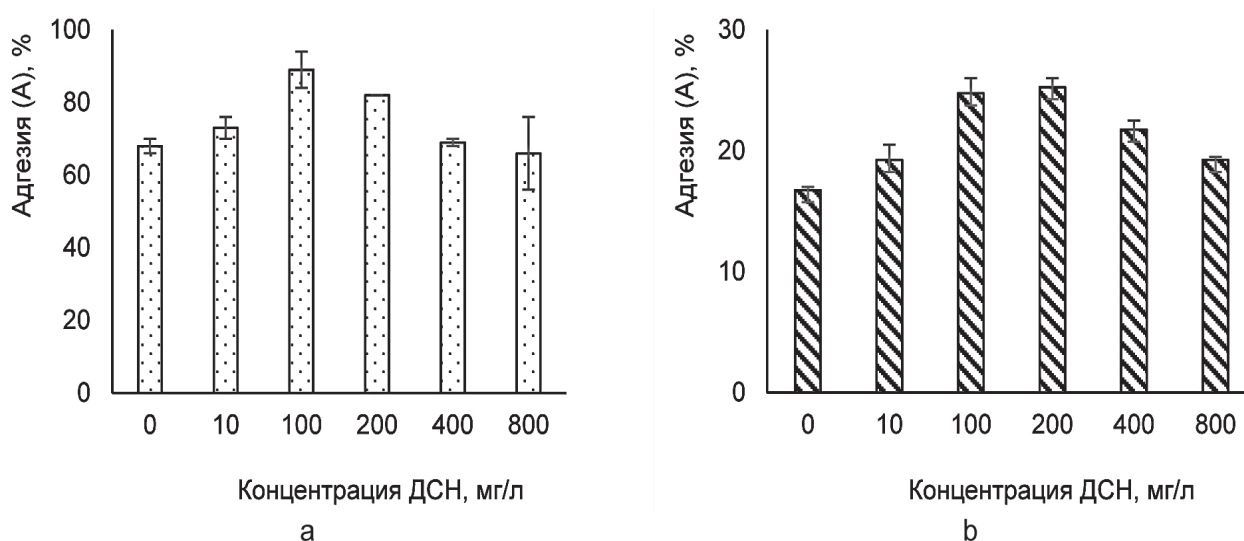 Адгезия (А), %
100
80
60
40
20
0
0 10 100 200 400 800
Концентрация ДСН, мг/л
a
Адгезия (А), %
30
20
10
0
0 10 100 200 400 800
Концентрация ДСН, мг/л
b